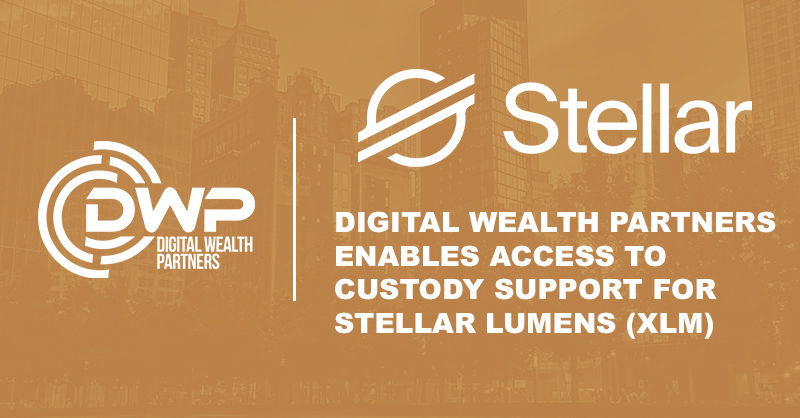 DWP
DIGITAL WEALTH
PARTNERS
Stellar
DIGITAL WEALTH PARTNERS
ENABLES ACCESS TO
CUSTODY SUPPORT FOR
STELLAR LUMENS (XLM)